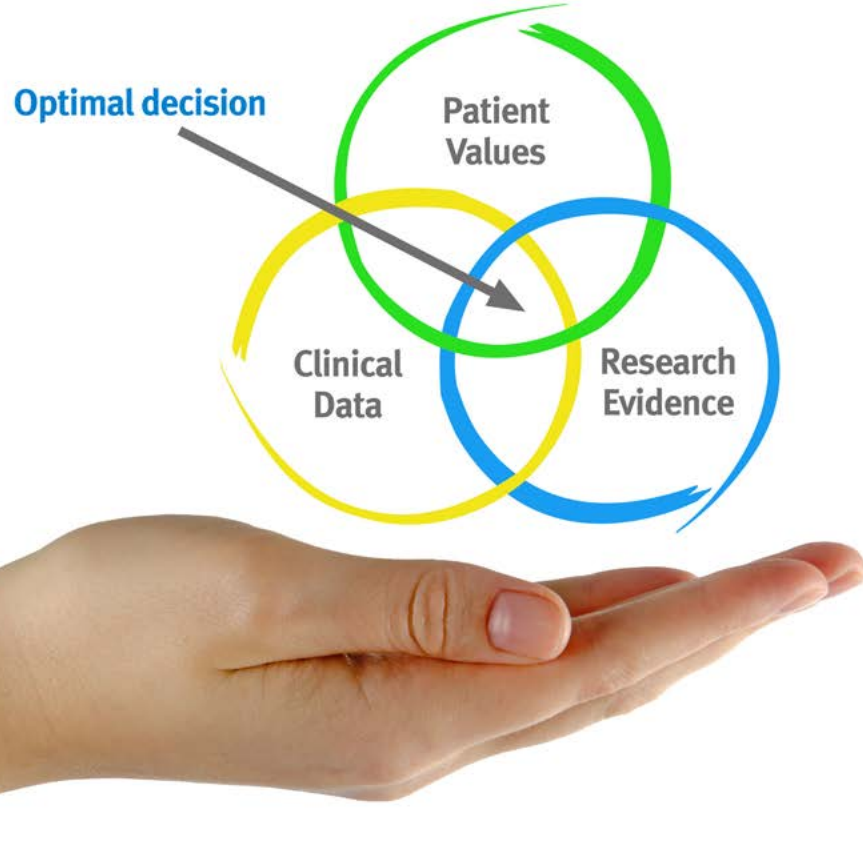 Optimal decision
Patient
Values
Clinical
Data
Research
Evidence